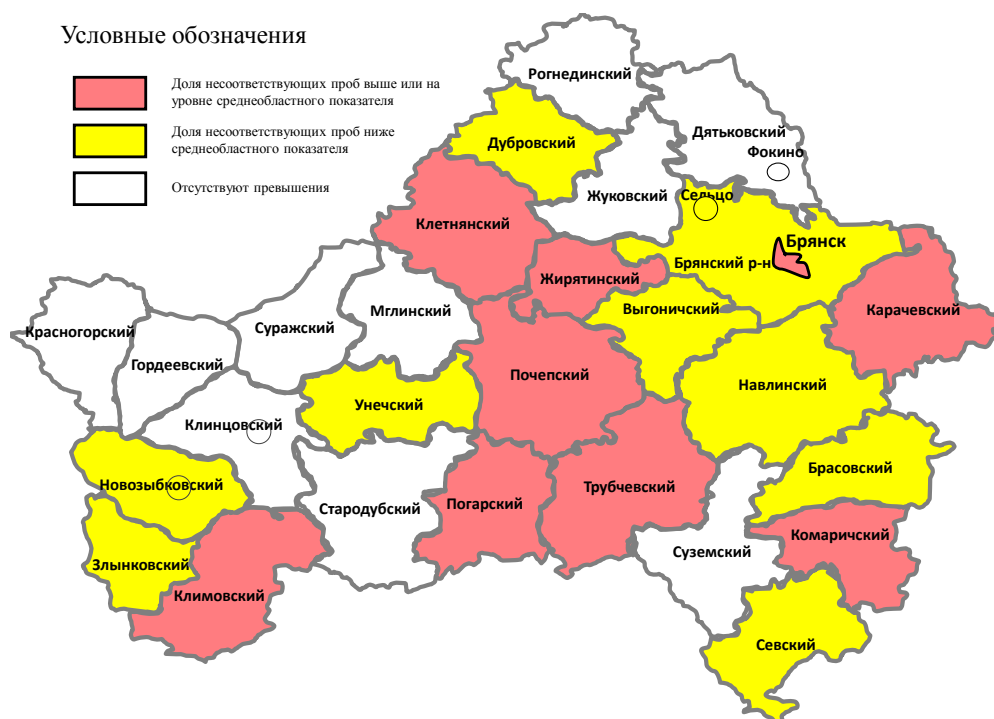 Условные обозначения
Доля несоответствующих проб выше или на
уровне среднеобластного показателя
Доля несоответствующих проб ниже
среднеобластного показателя
Отсутствуют превышения
Рогнединский
Дятьковский
Фокино
Дубровский
Жуковский
Сельцо
Клетнянский
Брянск
Брянский р-н
Жирятинский
Выгоничский
Карачевский
Мглинский
Суражский
Красногорский
Гордеевский
Почепский
Навлинский
Унечский
Клинцовский
Брасовский
Новозыбковский
Трубчевский
Погарский
Стародубский
Комаричский
Суземский
Злынковский
Климовский
Севский